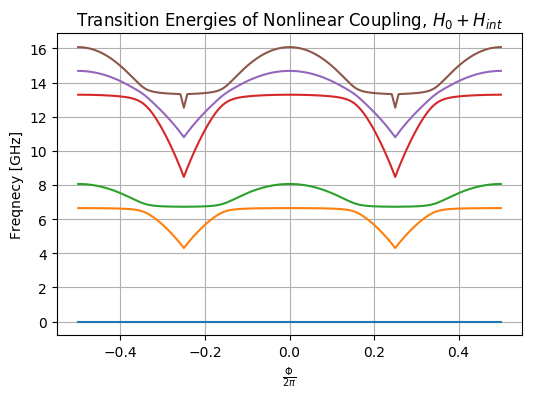 Transition Energies of Nonlinear Coupling, $H_0 + H_{int}$
Freqnecy [GHz]
16
14
12
10
8
6
4
2
0
−0.4 −0.2 0.0 0.2 0.4
$\frac{\Phi}{2\pi}$